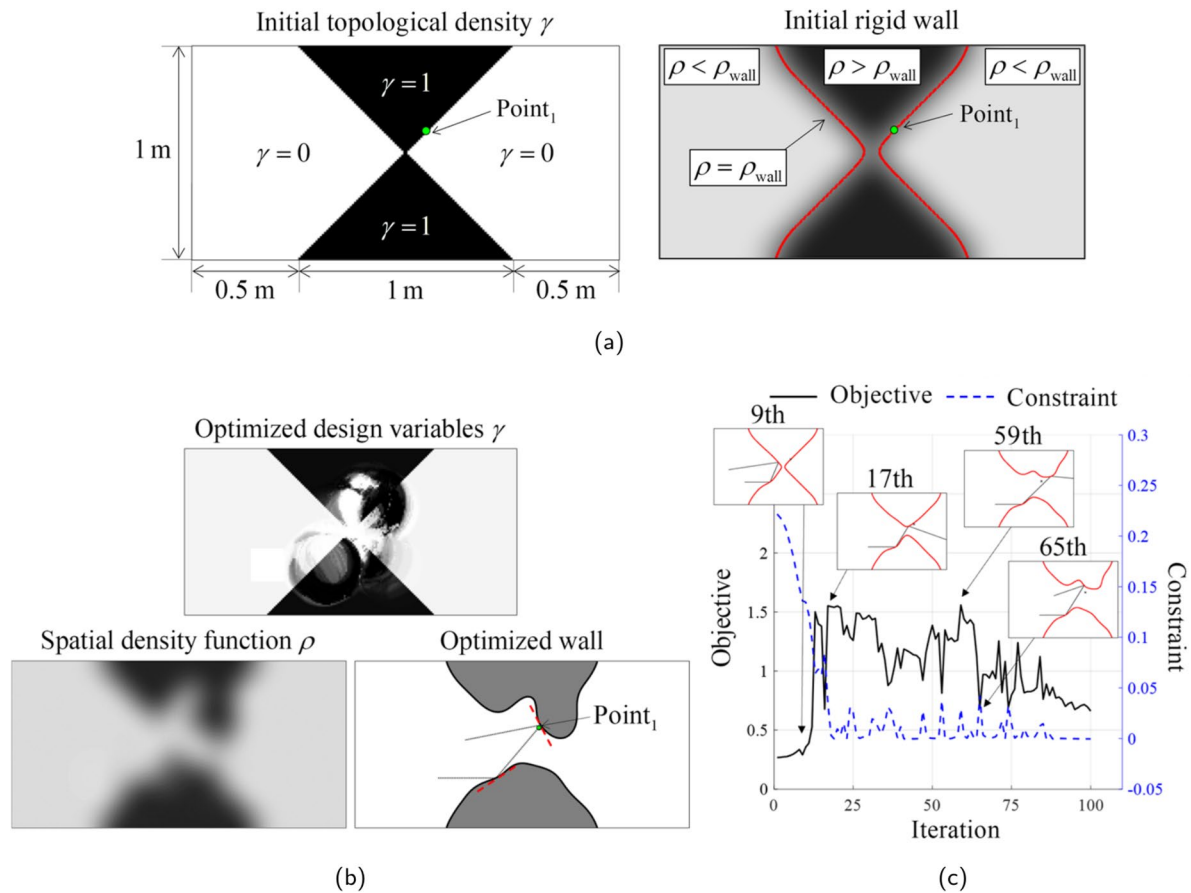 Initial topological density γ
γ = 1
Point₁
1 m
γ = 0
γ = 0
γ = 1
0.5 m
1 m
0.5 m
Initial rigid wall
ρ < ρwall
ρ > ρwall
ρ < ρwall
Point₁
ρ = ρwall
(a)
Optimized design variables γ
Spatial density function ρ
Optimized wall
Point₁
(b)
Objective
Constraint
9th
17th
59th
65th
Objective
2
1.5
1
0.5
0
Constraint
0.3
0.25
0.2
0.15
0.1
0.05
0
-0.05
0
25
50
75
100
Iteration
(c)